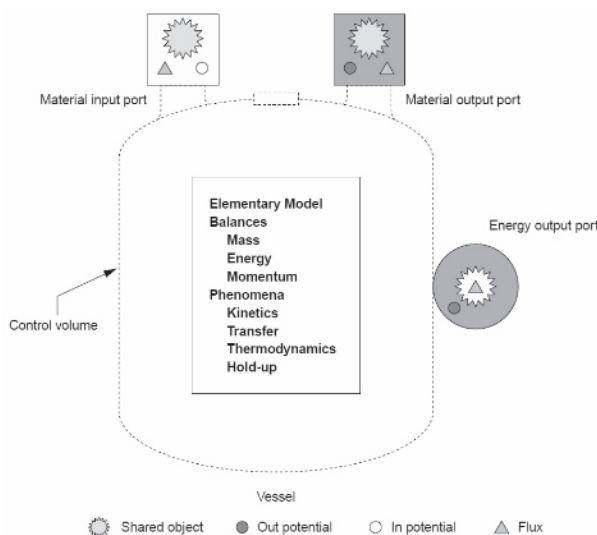 Material input port
Material output port
Elementary Model
Balances
Mass
Energy
Momentum
Phenomena
Kinetics
Transfer
Thermodynamics
Hold-up
Energy output port
Control volume
Vessel
Shared object
Out potential
In potential
Flux